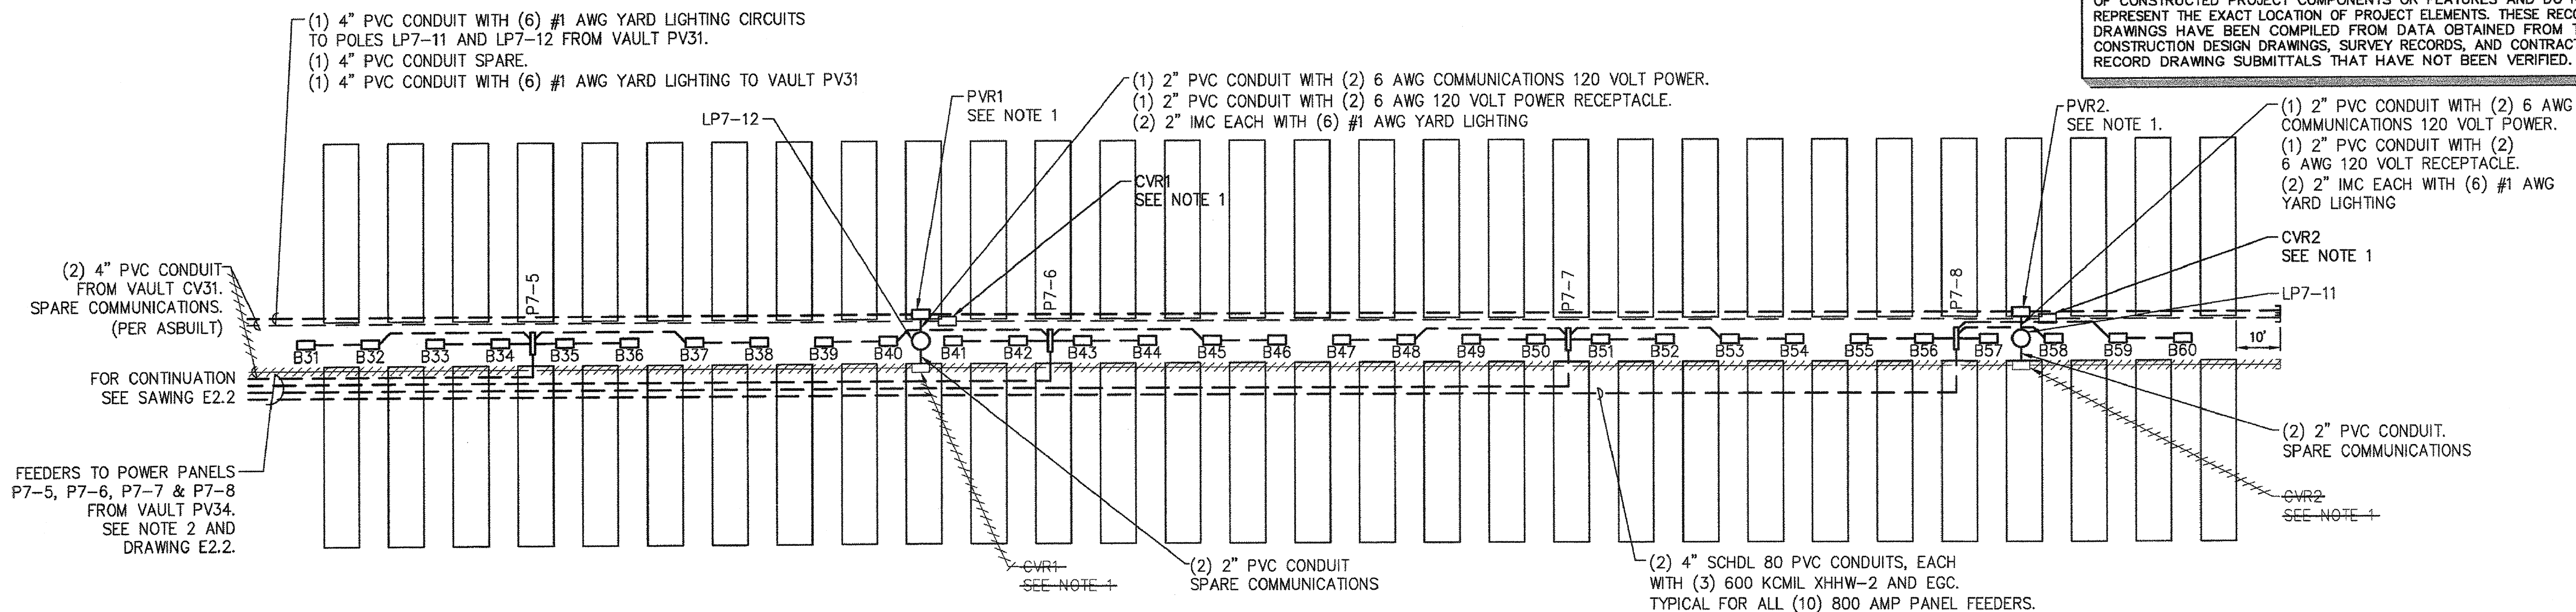 (1) 4" PVC CONDUIT WITH (6) #1 AWG YARD LIGHTING CIRCUITS
TO POLES LP7-11 AND LP7-12 FROM VAULT PV31.
(1) 4" PVC CONDUIT SPARE.
(1) 4" PVC CONDUIT WITH (6) #1 AWG YARD LIGHTING TO VAULT PV31
REPRESENT THE EXACT LOCATION OF PROJECT ELEMENTS. THESE
DRAWINGS HAVE BEEN COMPILED FROM DATA OBTAINED FROM
CONSTRUCTION DESIGN DRAWINGS, SURVEY RECORDS, AND
RECORD DRAWING SUBMITTALS THAT HAVE NOT BEEN VERIFIED.
LP7-12
PVR1
SEE NOTE 1
(1) 2" PVC CONDUIT WITH (2) 6 AWG COMMUNICATIONS 120 VOLT POWER.
(1) 2" PVC CONDUIT WITH (2) 6 AWG 120 VOLT POWER RECEPTACLE.
(2) 2" IMC EACH WITH (6) #1 AWG YARD LIGHTING
CVR1
SEE NOTE 1
PVR2.
SEE NOTE 1.
(1) 2" PVC CONDUIT WITH (2) 6 AWG
COMMUNICATIONS 120 VOLT POWER.
(1) 2" PVC CONDUIT WITH (2)
6 AWG 120 VOLT RECEPTACLE.
(2) 2" IMC EACH WITH (6) #1 AWG
YARD LIGHTING
CVR2
SEE NOTE 1
LP7-11
(2) 4" PVC CONDUIT
FROM VAULT CV31.
SPARE COMMUNICATIONS.
(PER ASBUILT)
P7-5
P7-6
P7-7
P7-8
B31 B32 B33 B34 B35 B36 B37 B38 B39 B40 B41 B42 B43 B44 B45 B46 B47 B48 B49 B50 B51 B52 B53 B54 B55 B56 B57 B58 B59 B60
10'
FOR CONTINUATION
SEE SAWING E2.2
FEEDERS TO POWER PANELS
P7-5, P7-6, P7-7 & P7-8
FROM VAULT PV34.
SEE NOTE 2 AND
DRAWING E2.2.
CVR1
SEE NOTE 1
(2) 2" PVC CONDUIT
SPARE COMMUNICATIONS
(2) 4" SCHDL 80 PVC CONDUITS, EACH
WITH (3) 600 KCMIL XHHW-2 AND EGC.
TYPICAL FOR ALL (10) 800 AMP PANEL FEEDERS.
(2) 2" PVC CONDUIT.
SPARE COMMUNICATIONS
CVR2
SEE NOTE 1